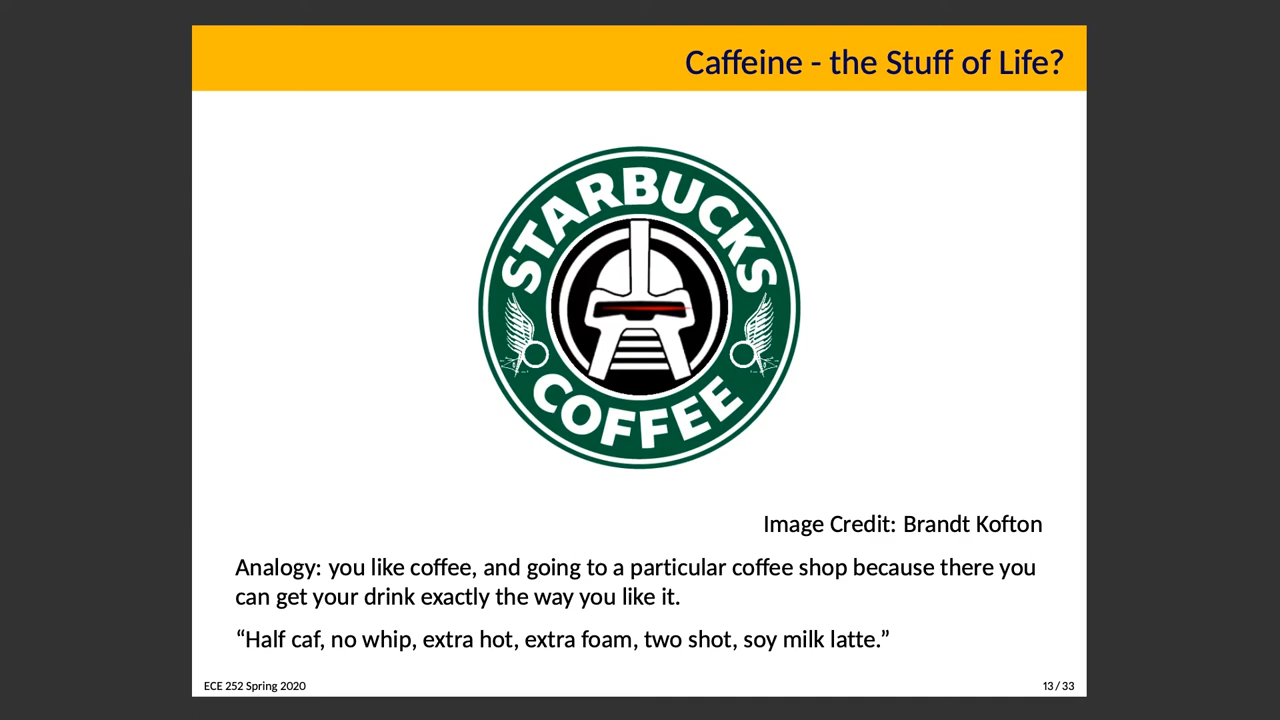 Caffeine - the Stuff of Life?
STARBUCKS
COFFEE
Image Credit: Brandt Kofton
Analogy: you like coffee, and going to a particular coffee shop because there you
can get your drink exactly the way you like it.
“Half caf, no whip, extra hot, extra foam, two shot, soy milk latte.”
ECE 252 Spring 2020
13 / 33